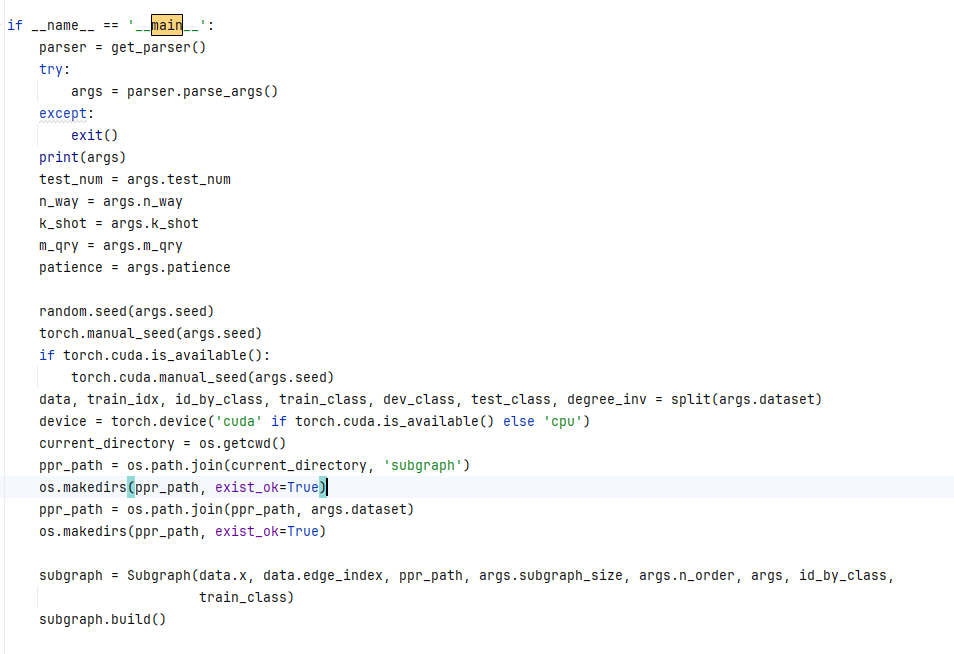 if __name__ == '__main__':
    parser = get_parser()
    try:
        args = parser.parse_args()
    except:
        exit()
    print(args)
    test_num = args.test_num
    n_way = args.n_way
    k_shot = args.k_shot
    m_qry = args.m_qry
    patience = args.patience

    random.seed(args.seed)
    torch.manual_seed(args.seed)
    if torch.cuda.is_available():
        torch.cuda.manual_seed(args.seed)
    data, train_idx, id_by_class, train_class, dev_class, test_class, degree_inv = split(args.dataset)
    device = torch.device('cuda' if torch.cuda.is_available() else 'cpu')
    current_directory = os.getcwd()
    ppr_path = os.path.join(current_directory, 'subgraph')
    os.makedirs(ppr_path, exist_ok=True)
    ppr_path = os.path.join(ppr_path, args.dataset)
    os.makedirs(ppr_path, exist_ok=True)

    subgraph = Subgraph(data.x, data.edge_index, ppr_path, args.subgraph_size, args.n_order, args, id_by_class,
                        train_class)
    subgraph.build()